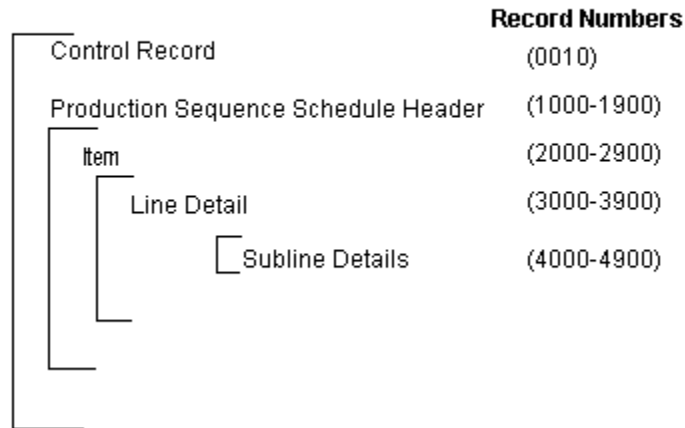 Record Numbers
Control Record (0010)
Production Sequence Schedule Header (1000-1900)
Item (2000-2900)
Line Detail (3000-3900)
Subline Details (4000-4900)